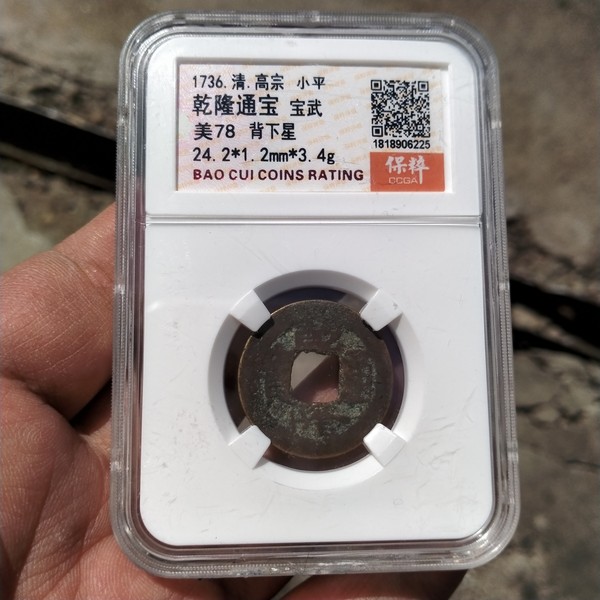 1736.清.高宗 小平
乾隆通宝 宝武
美78 背下星
24.2*1.2mm*3.4g
BAO CUI COINS RATING
1818906225
保粹
CCGA